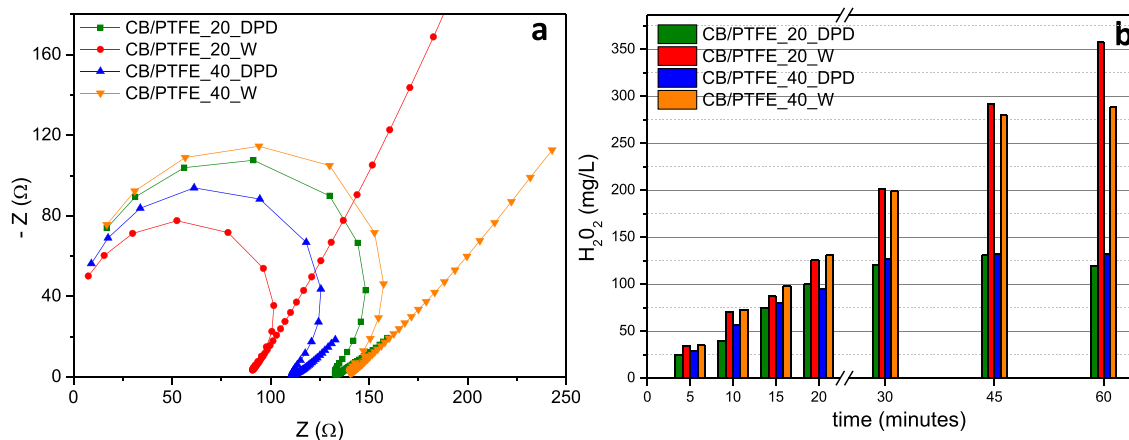 a
CB/PTFE_20_DPD
CB/PTFE_20_W
CB/PTFE_40_DPD
CB/PTFE_40_W
180
160
120
80
40
0
- Z (Ω)
0 50 100 150 200 250
Z (Ω)
b
CB/PTFE_20_DPD
CB/PTFE_20_W
CB/PTFE_40_DPD
CB/PTFE_40_W
350
300
250
200
150
100
50
0
H₂0₂ (mg/L)
0 5 10 15 20 30 45 60
time (minutes)